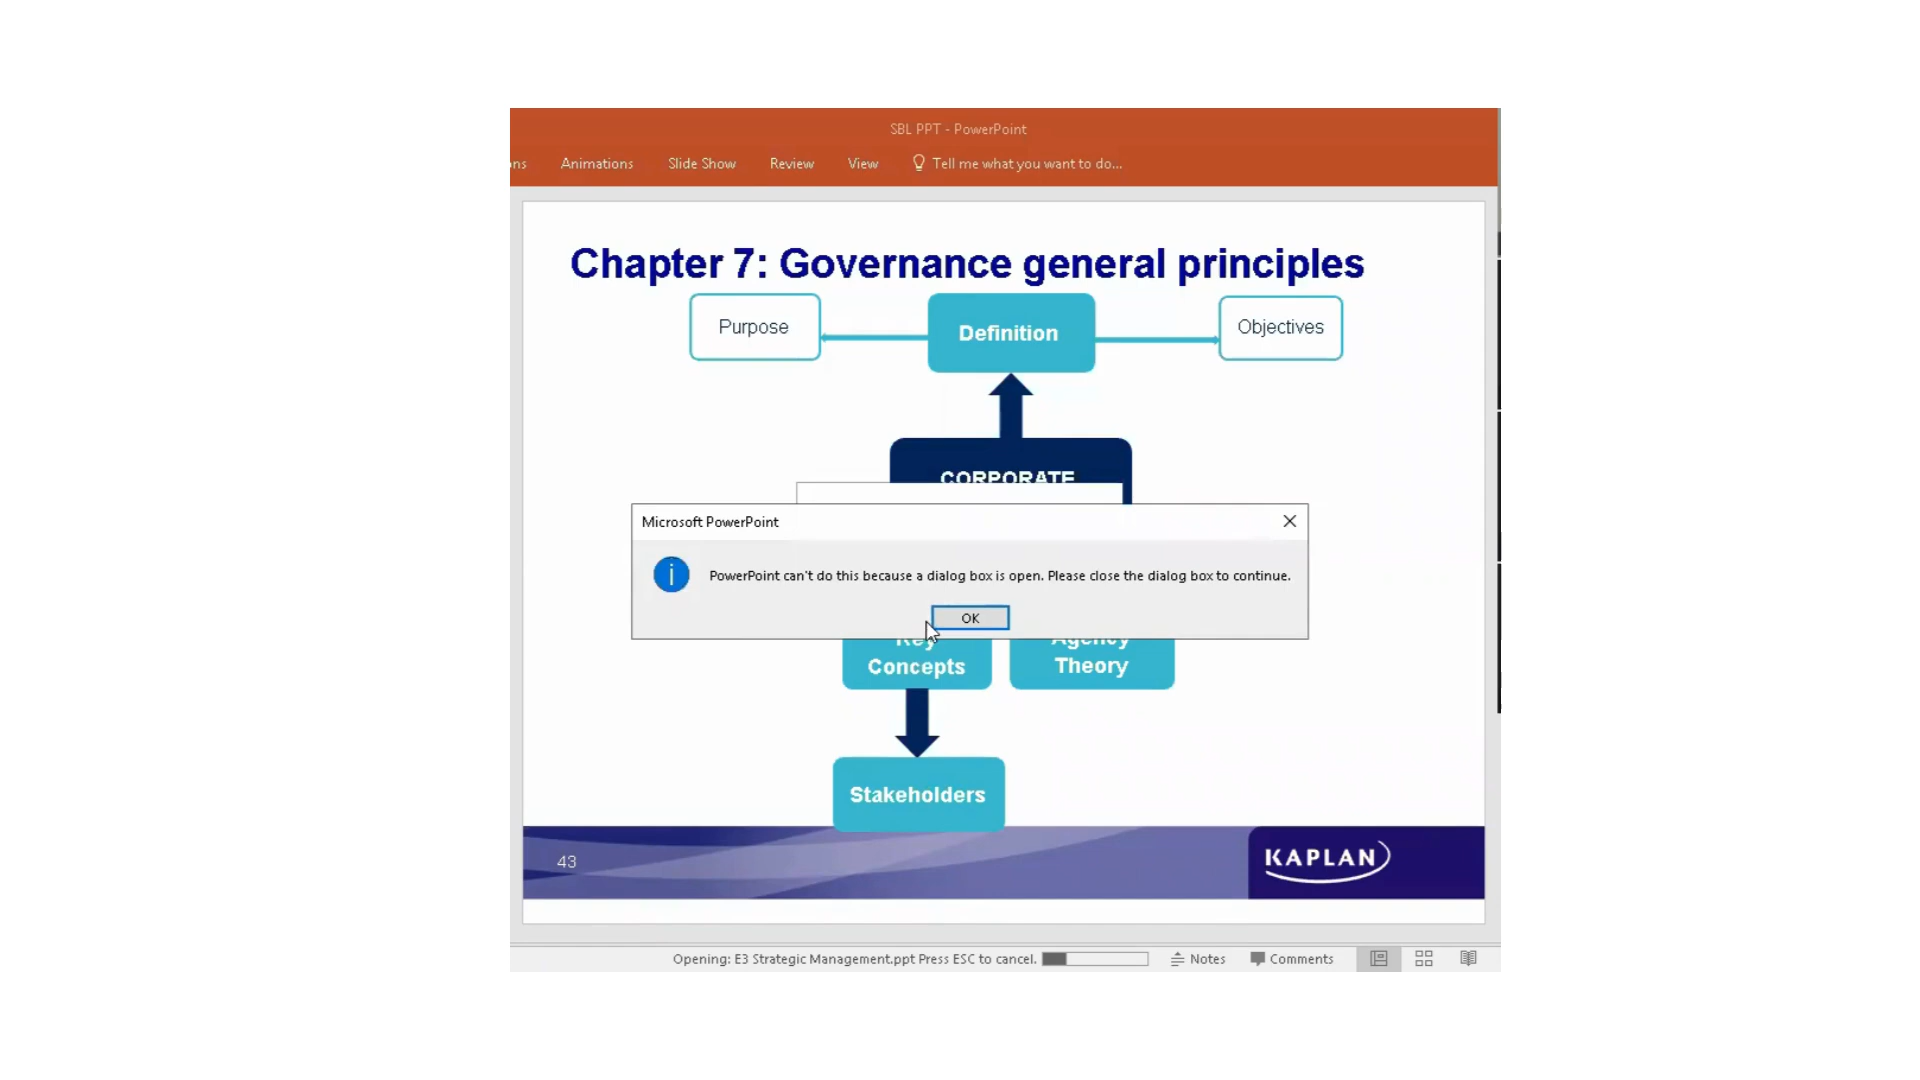 SBL PPT - PowerPoint
ons Animations Slide Show Review View Tell me what you want to do...
Chapter 7: Governance general principles
Purpose
Definition
Objectives
CORPORATE
Microsoft PowerPoint
PowerPoint can't do this because a dialog box is open. Please close the dialog box to continue.
OK
Key
Concepts
Agency
Theory
Stakeholders
43
KAPLAN
Opening: E3 Strategic Management.ppt Press ESC to cancel. Notes Comments